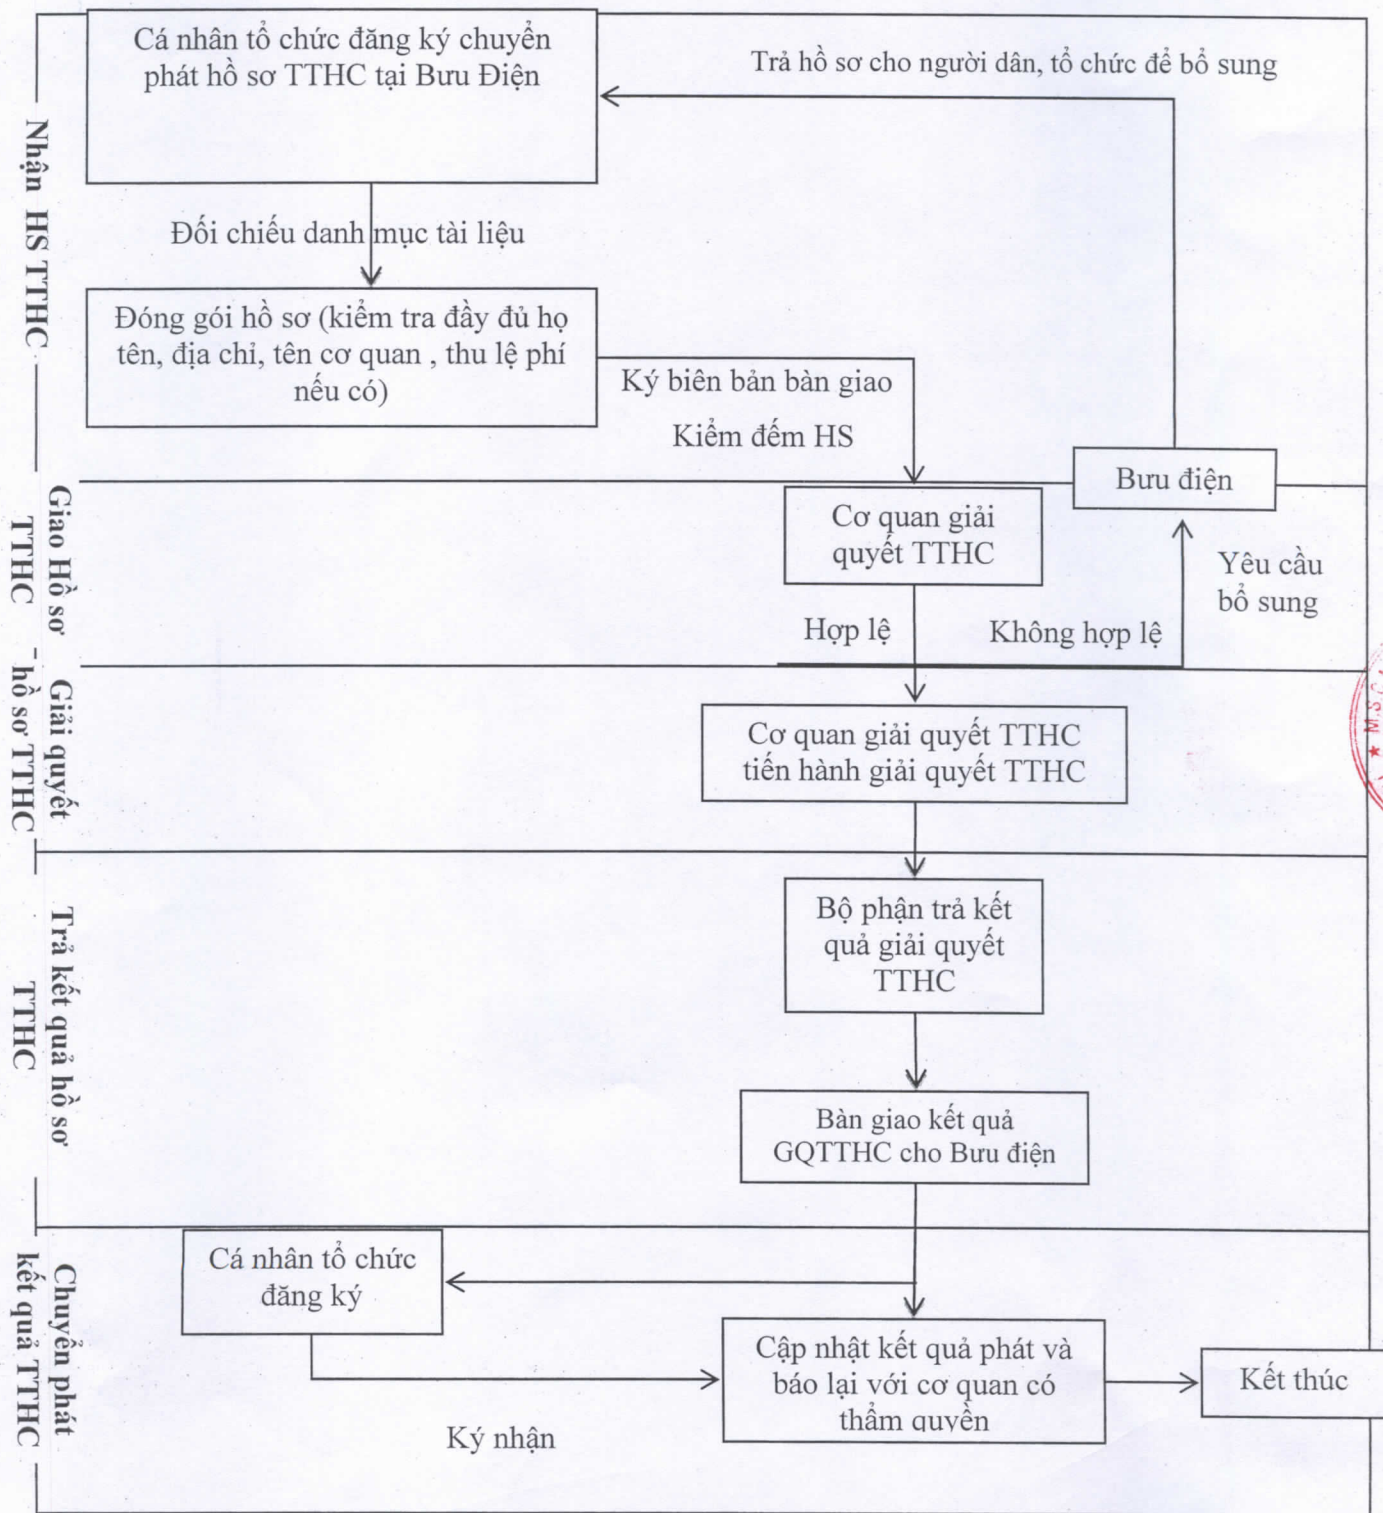 Cá nhân tổ chức đăng ký chuyển
phát hồ sơ TTHC tại Bưu Điện
Trả hồ sơ cho người dân, tổ chức để bổ sung
Nhận HS TTHC
Đối chiếu danh mục tài liệu
Đóng gói hồ sơ (kiểm tra đầy đủ họ
tên, địa chỉ, tên cơ quan , thu lệ phí
nếu có)
Ký biên bản bàn giao
Kiểm đếm HS
Bưu điện
Giao Hồ sơ
TTHC
Cơ quan giải
quyết TTHC
Yêu cầu
bổ sung
Hợp lệ
Không hợp lệ
Giải quyết
hồ sơ TTHC
Cơ quan giải quyết TTHC
tiến hành giải quyết TTHC
★ M.S.C
Trả kết quả hồ sơ
TTHC
Bộ phận trả kết
quả giải quyết
TTHC
Bàn giao kết quả
GQTTHC cho Bưu điện
Chuyển phát
kết quả TTHC
Cá nhân tổ chức
đăng ký
Cập nhật kết quả phát và
báo lại với cơ quan có
thẩm quyền
Kết thúc
Ký nhận